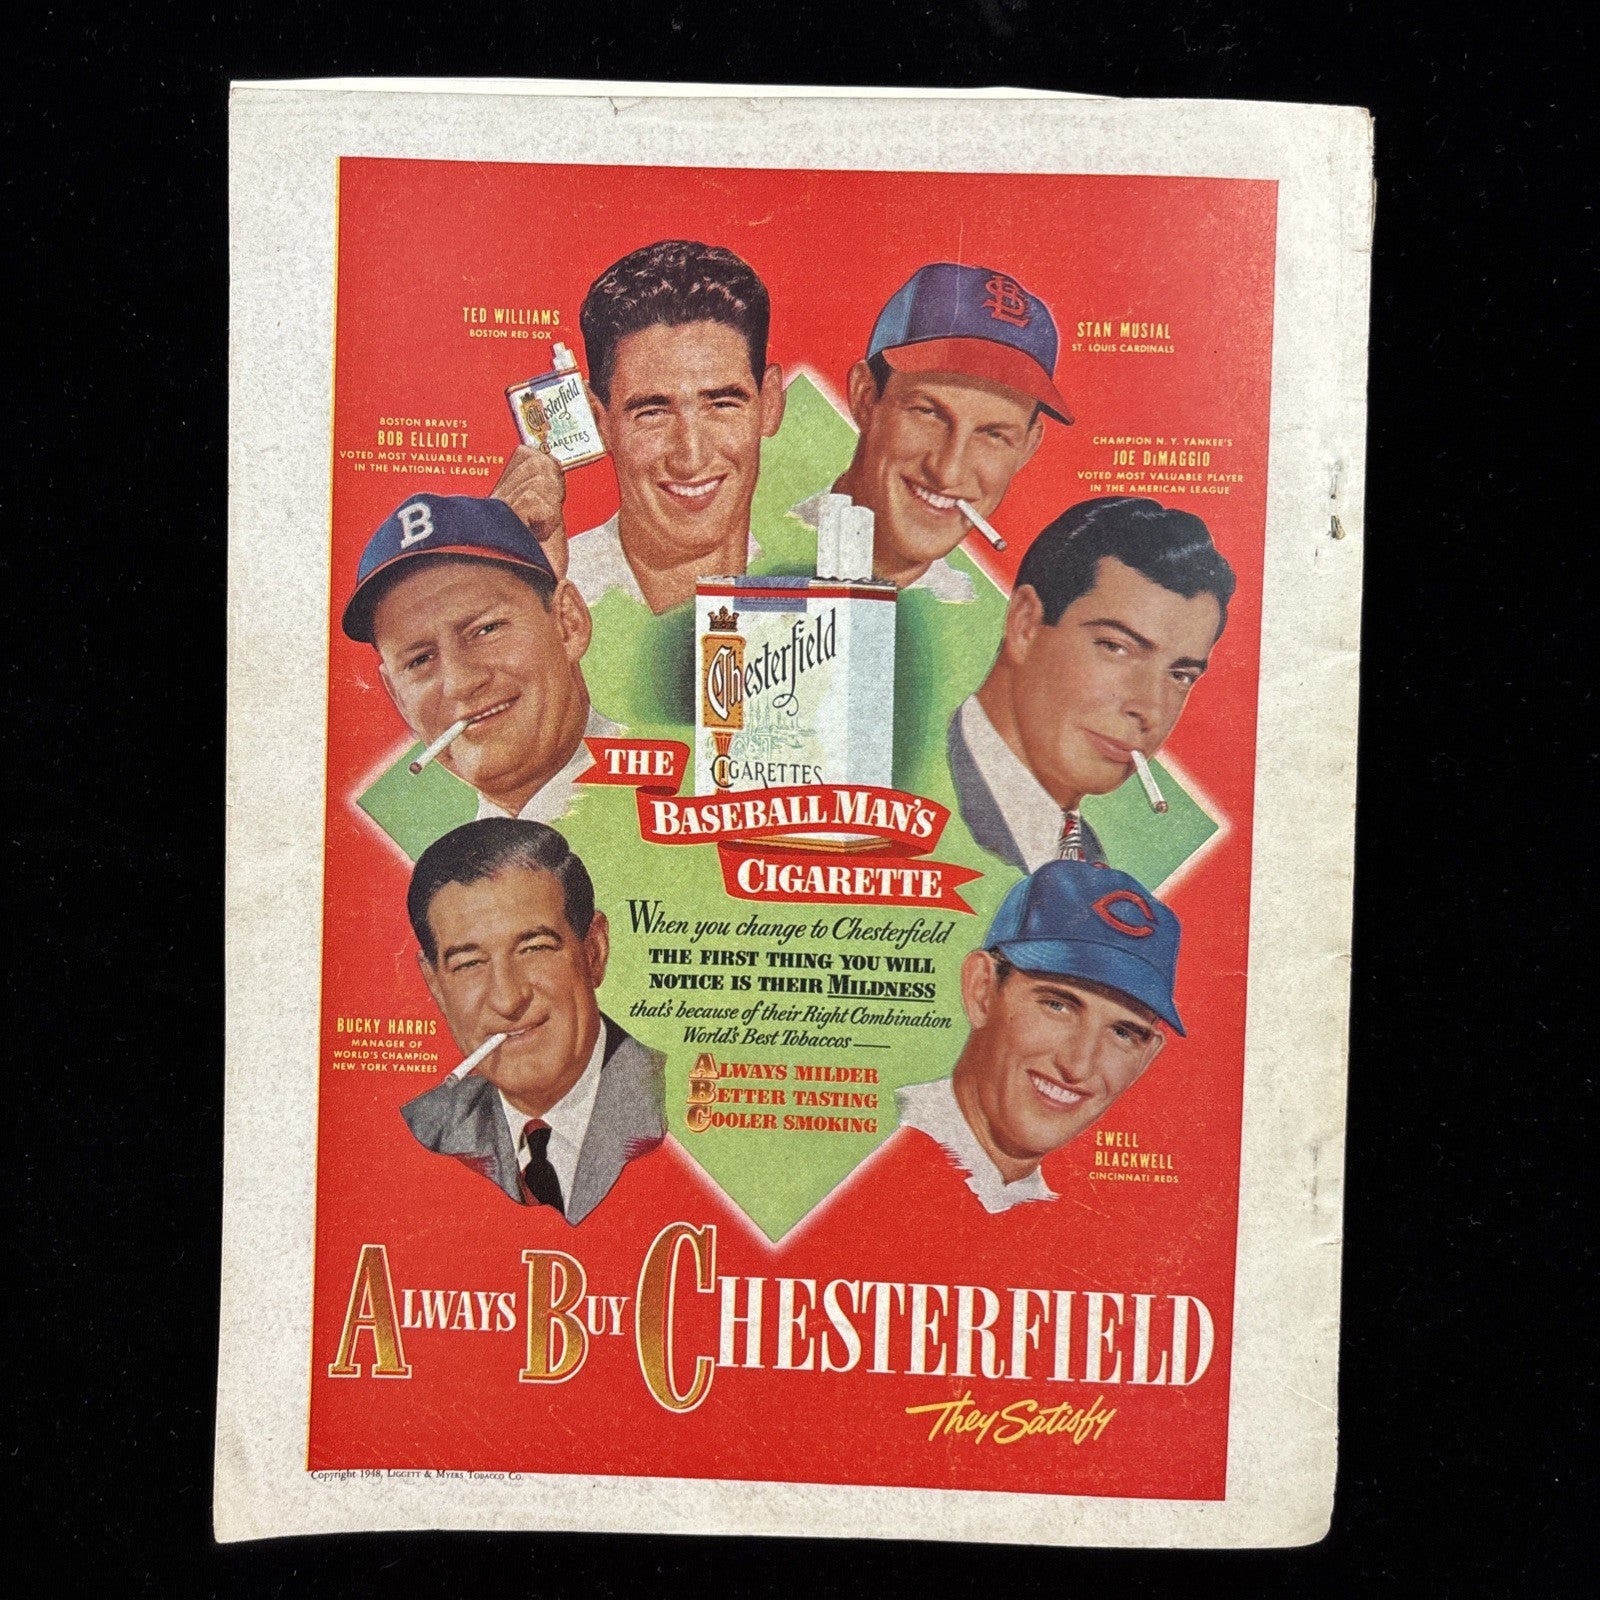 TED WILLIAMS
BOSTON RED SOX
Chesterfield
CIGARETTES
STL
STAN MUSIAL
ST. LOUIS CARDINALS
BOSTON BRAVE'S
BOB ELLIOTT
VOTED MOST VALUABLE PLAYER
IN THE NATIONAL LEAGUE
B
CHAMPION N.Y. YANKEE'S
JOE DiMAGGIO
VOTED MOST VALUABLE PLAYER
IN THE AMERICAN LEAGUE
Chesterfield
CIGARETTES
THE
BASEBALL MAN'S
CIGARETTE
C
When you change to Chesterfield
THE FIRST THING YOU WILL
NOTICE IS THEIR MILDNESS
that's because of their Right Combination
World's Best Tobaccos —
ALWAYS MILDER
BETTER TASTING
COOLER SMOKING
BUCKY HARRIS
MANAGER OF
WORLD'S CHAMPION
NEW YORK YANKEES
EWELL
BLACKWELL
CINCINNATI REDS
ALWAYS BUY CHESTERFIELD
They Satisfy
Copyright 1948, LIGGETT & MYERS TOBACCO CO.